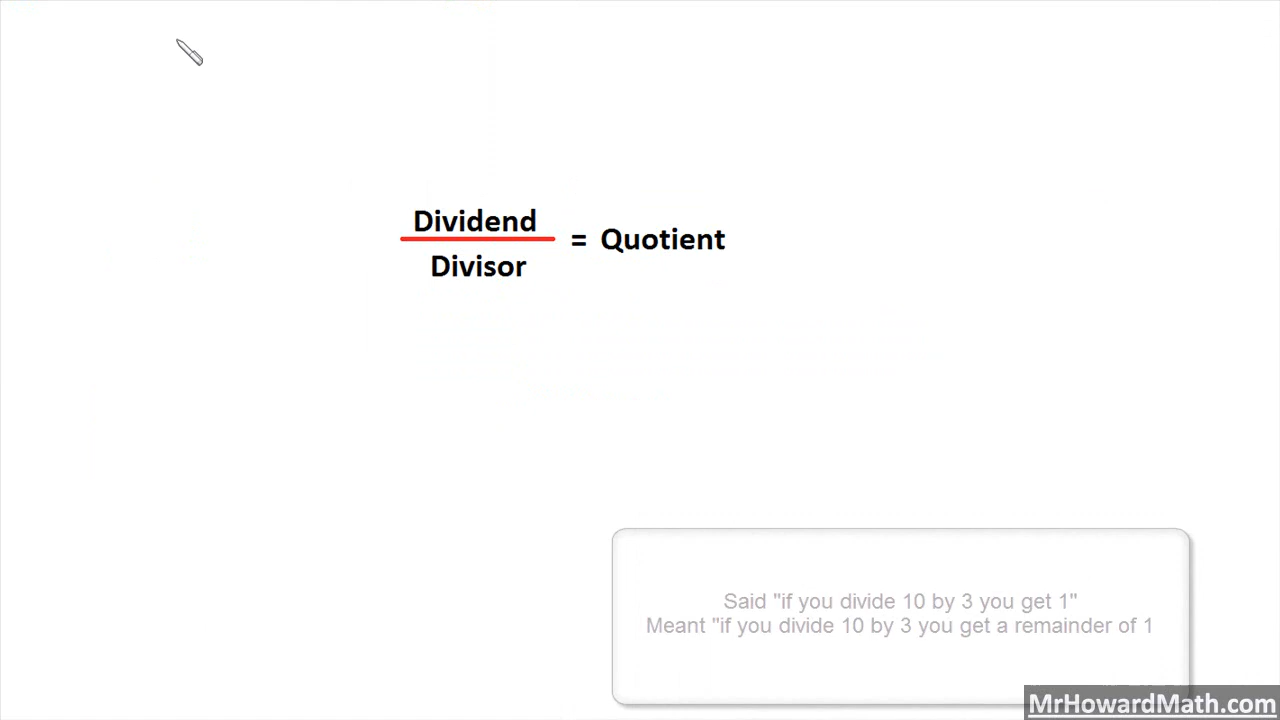 Dividend
Divisor
= Quotient
Said "if you divide 10 by 3 you get 1"
Meant "if you divide 10 by 3 you get a remainder of 1
MrHowardMath.com